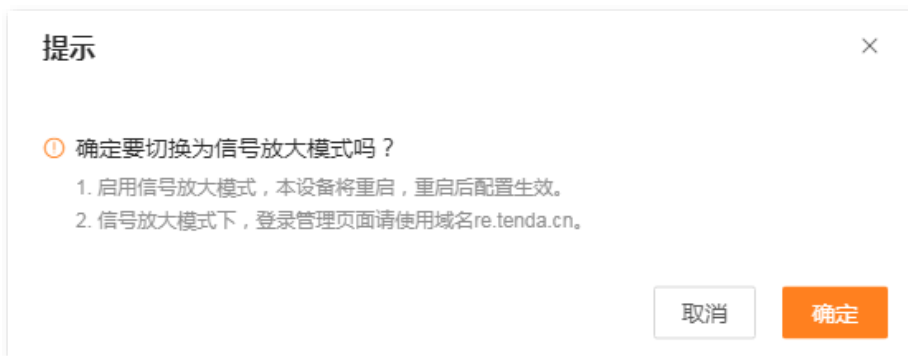 提示
确定要切换为信号放大模式吗？
1. 启用信号放大模式，本设备将重启，重启后配置生效。
2. 信号放大模式下，登录管理页面请使用域名re.tenda.cn。
取消
确定